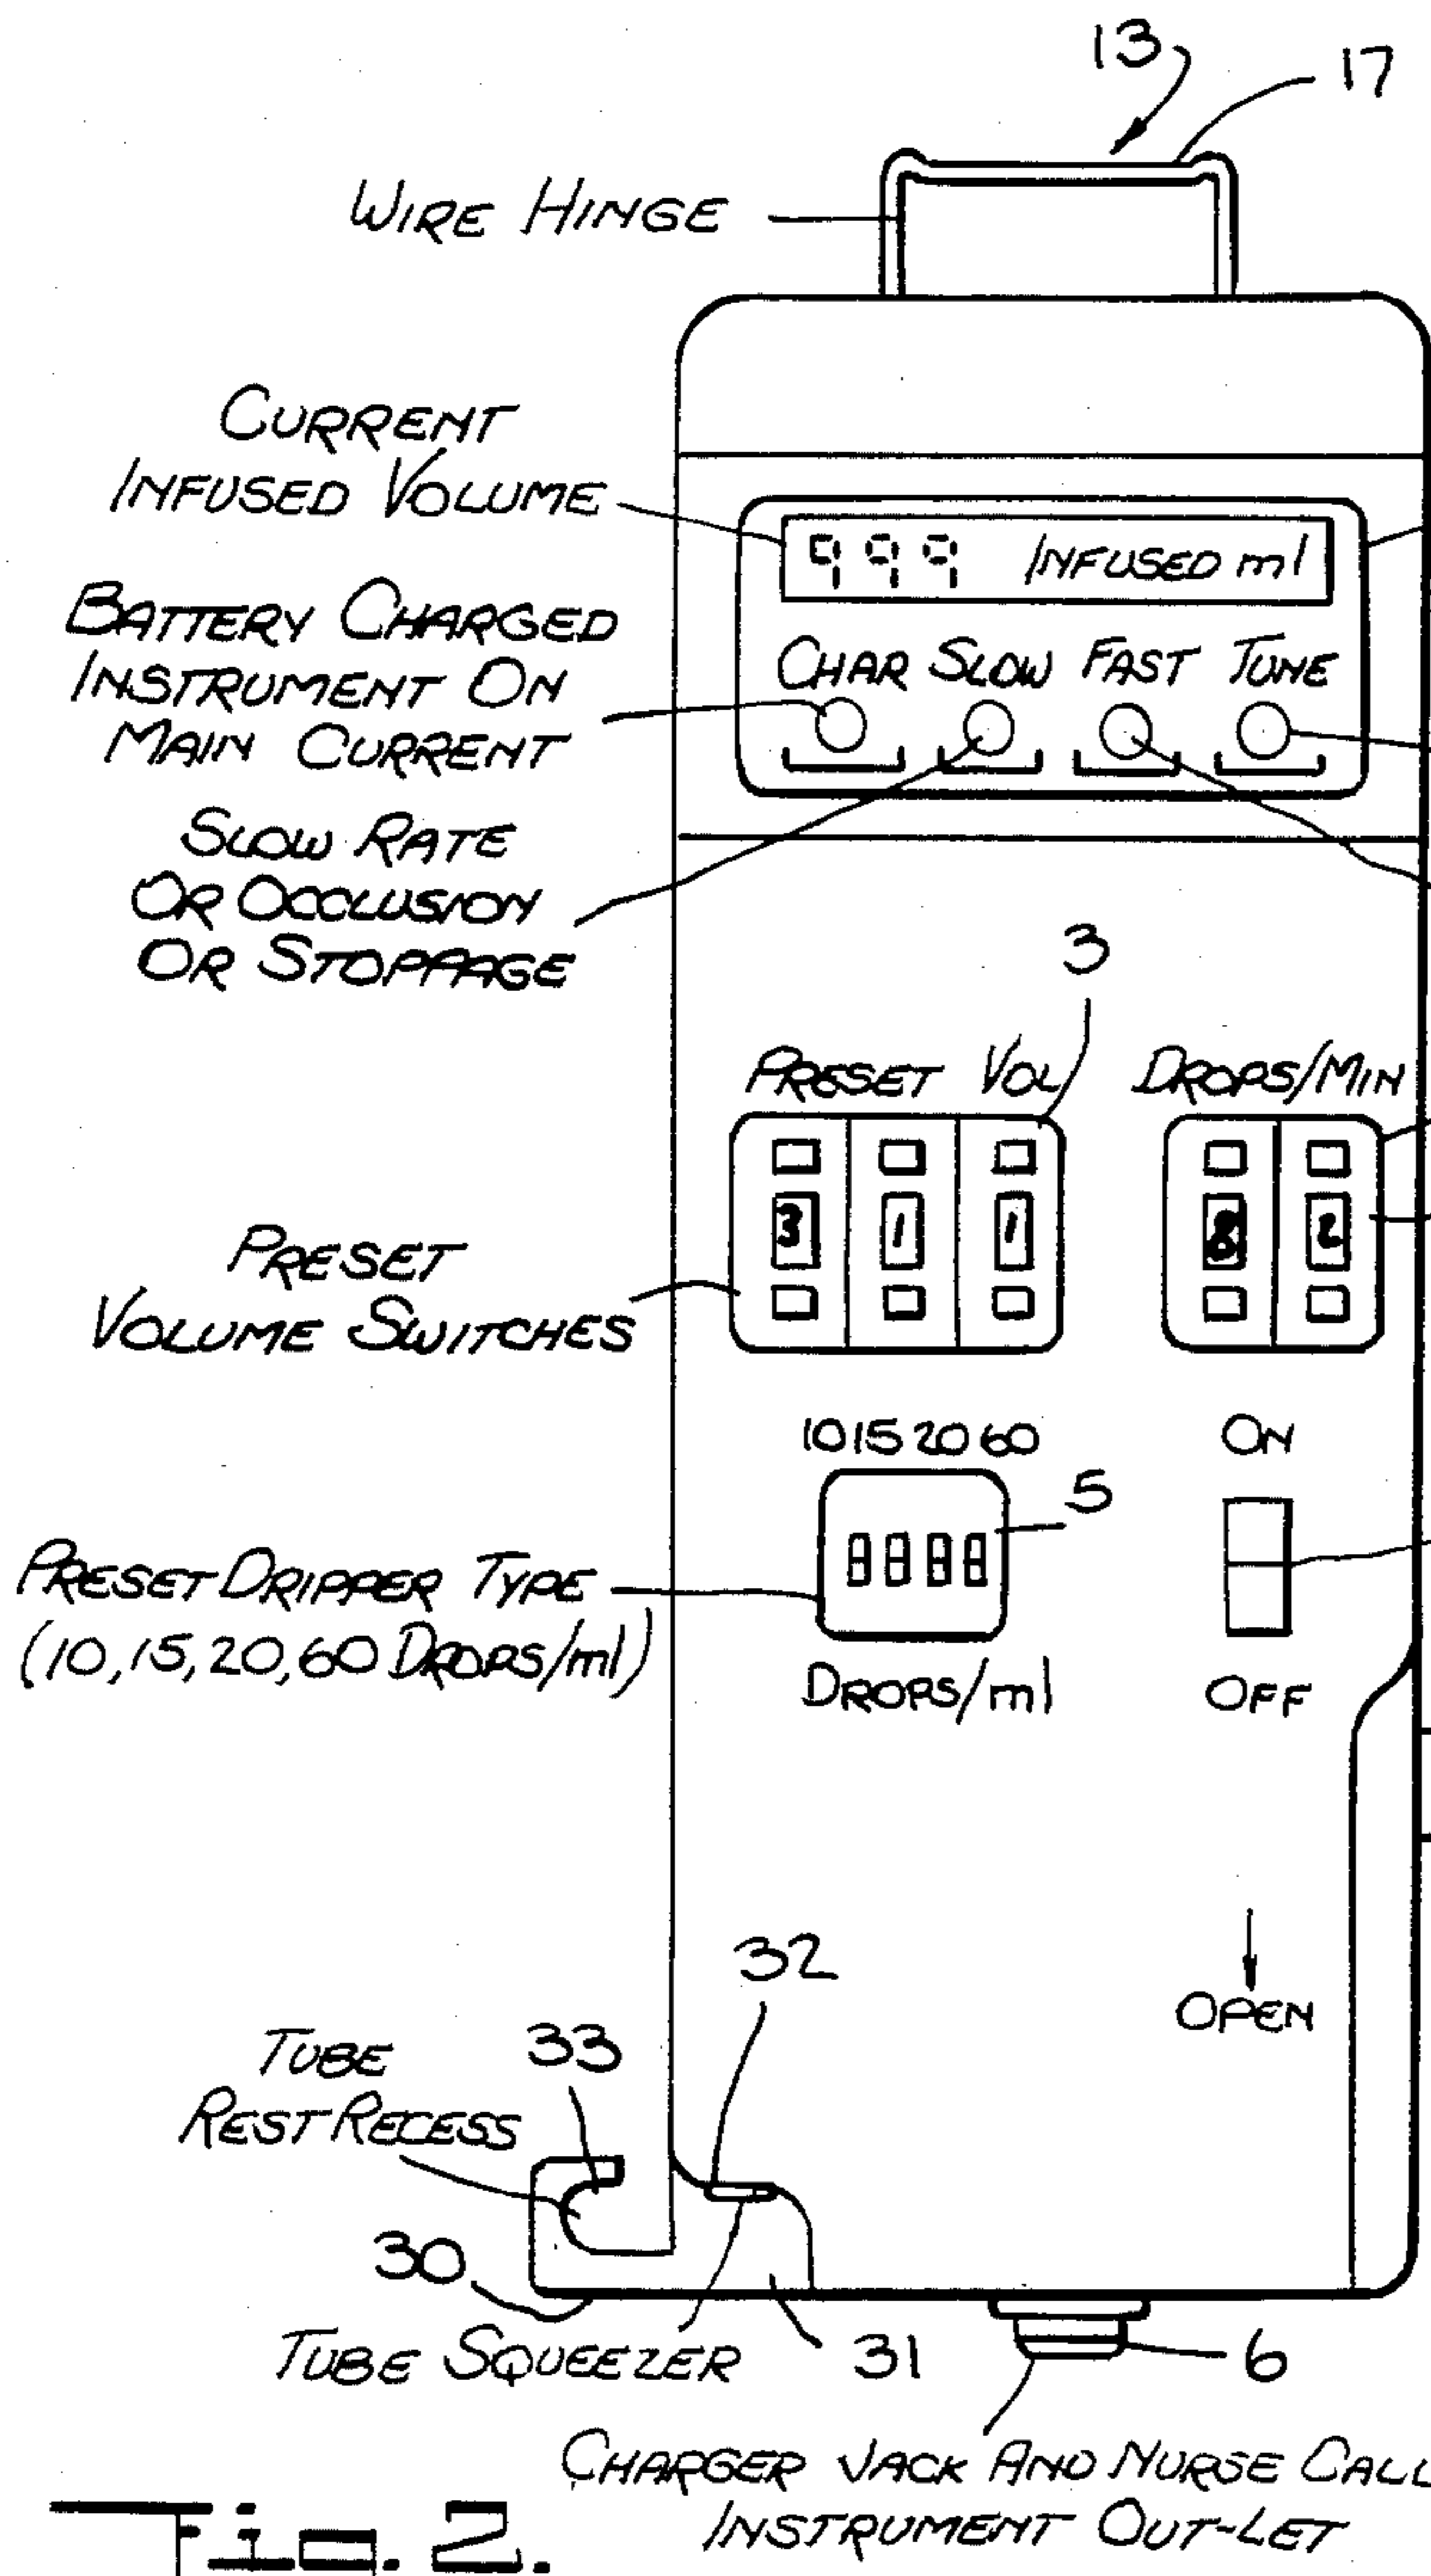 13
17
WIRE HINGE
CURRENT
INFUSED VOLUME
999 INFUSED ml
BATTERY CHARGED
INSTRUMENT ON
MAIN CURRENT
CHAR SLOW FAST TUNE
SLOW RATE
OR OCCLUSION
OR STOPPAGE
3
PRESET VOL
DROPS/MIN
3 1 1
8 2
PRESET
VOLUME SWITCHES
10 15 20 60
ON
5
PRESET DRIPPER TYPE
(10, 15, 20, 60 DROPS/ml)
DROPS/ml
OFF
32
OPEN
33
TUBE
REST RECESS
30
TUBE SQUEEZER
31
6
CHARGER JACK AND NURSE CALL
INSTRUMENT OUT-LET
Fig. 2.